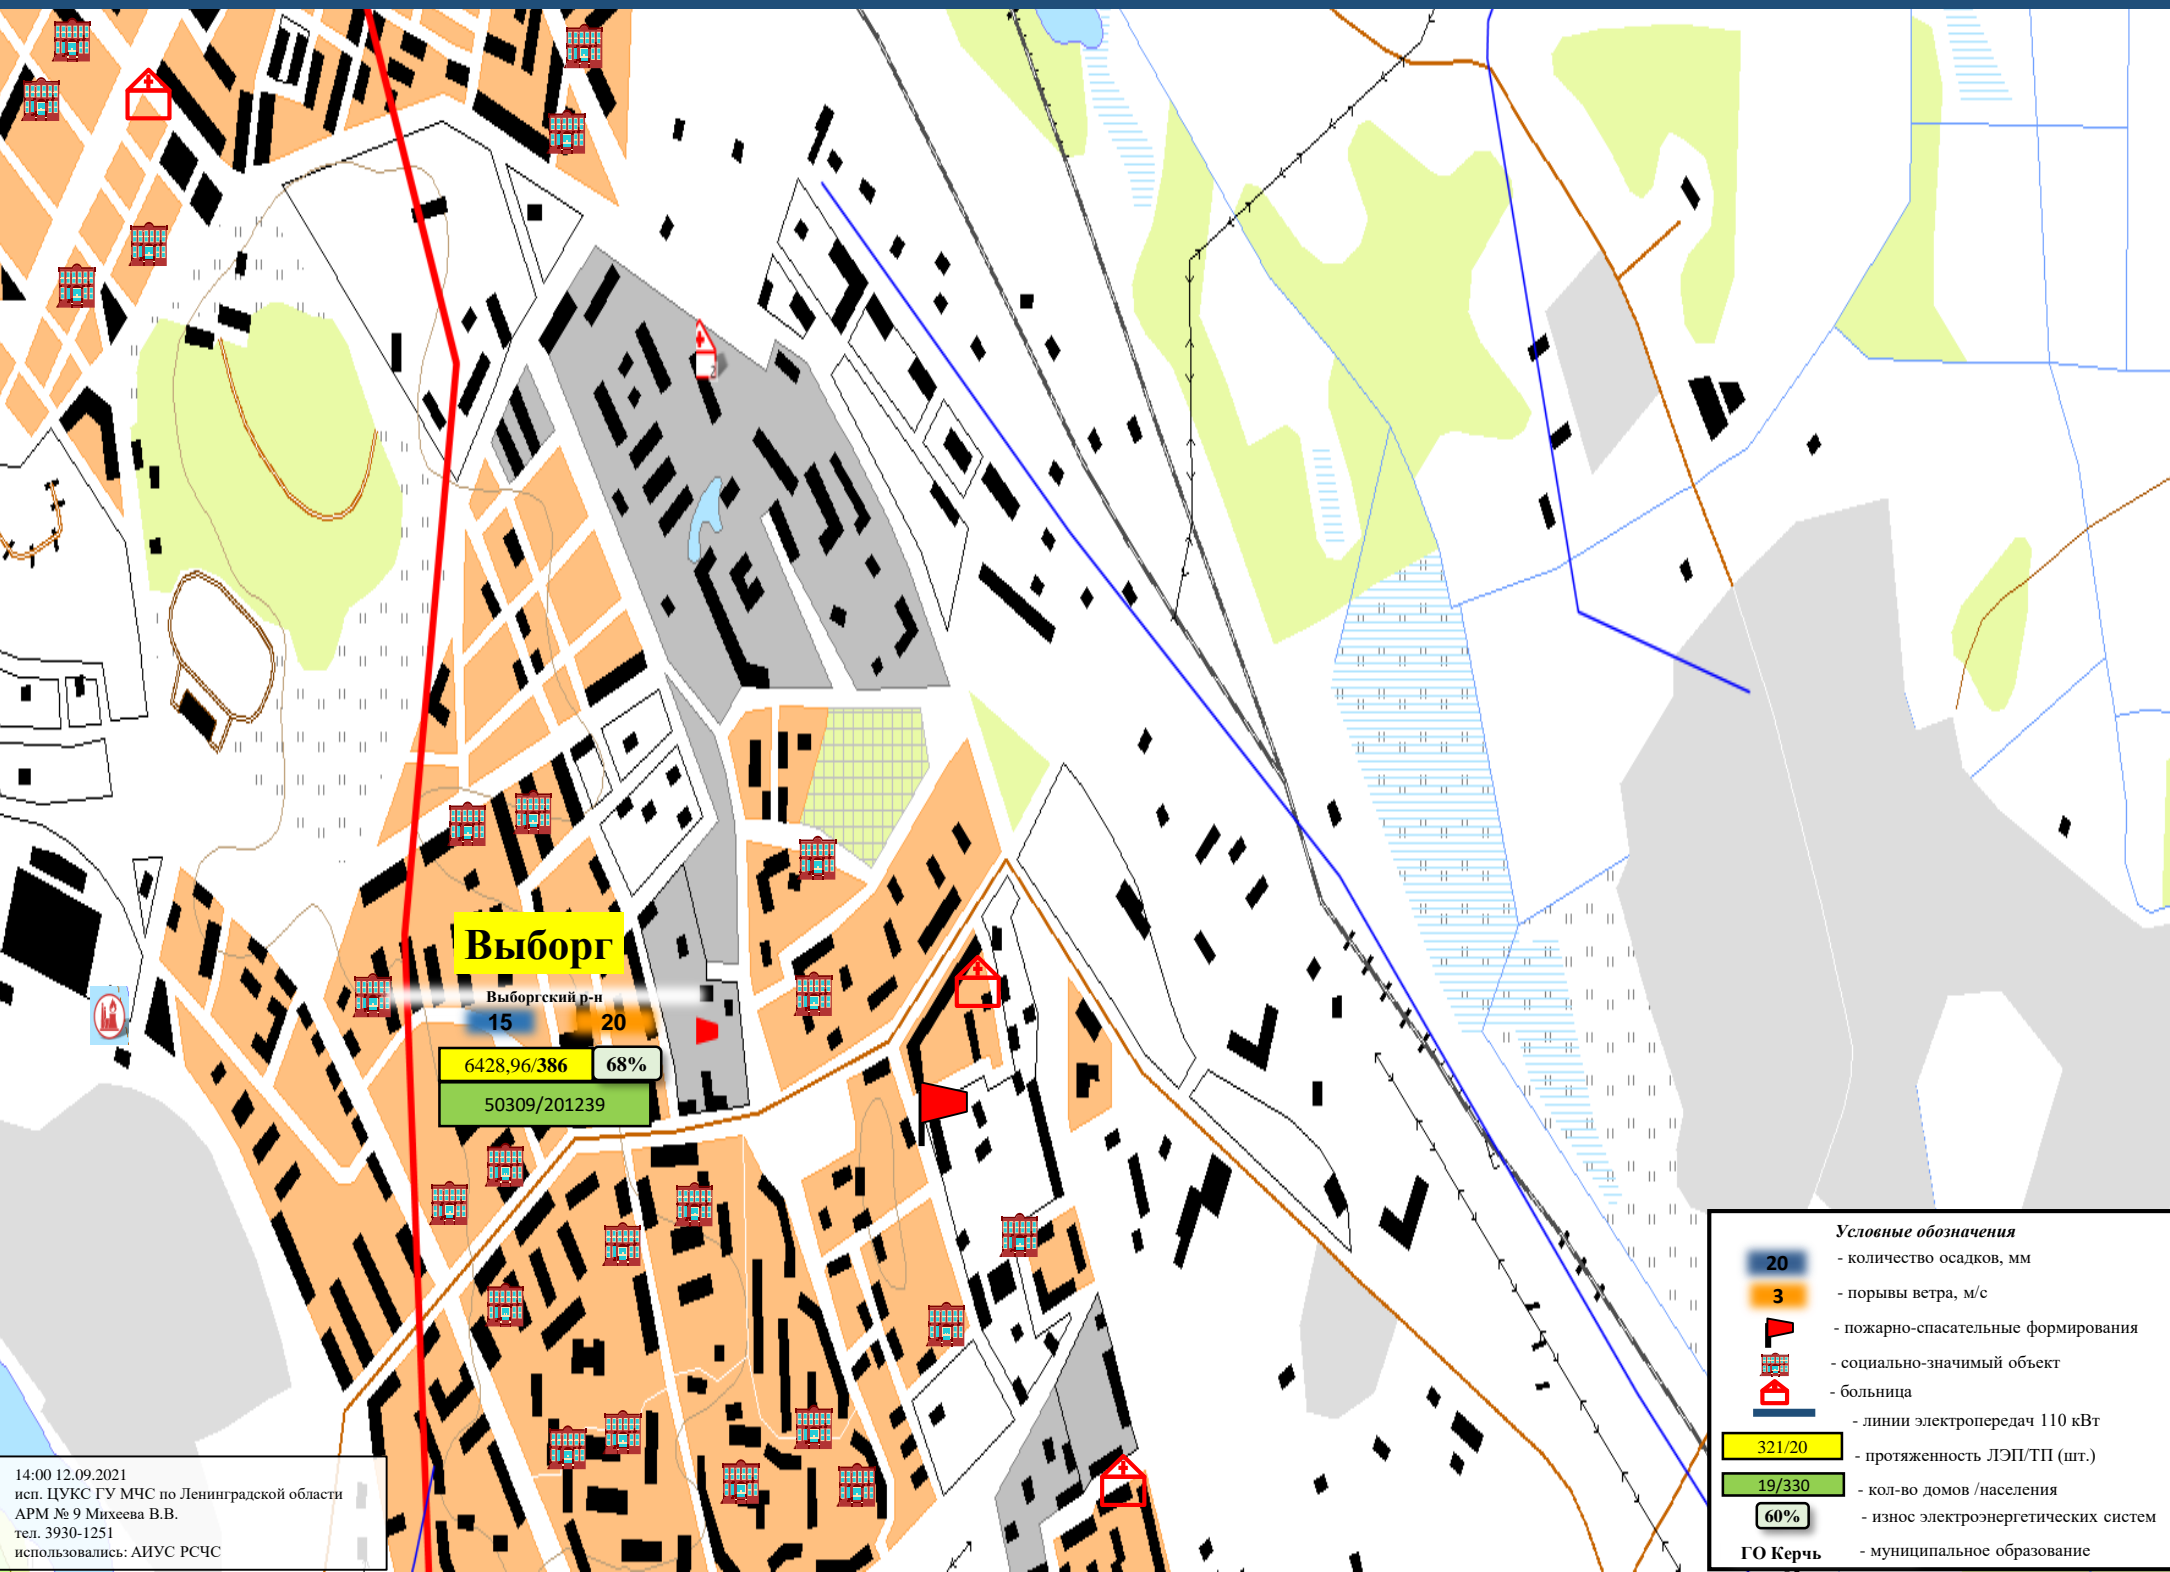 Выборг
Выборгский р-н
15 20
6428,96/386 68%
50309/201239
14:00 12.09.2021
исп. ЦУКС ГУ МЧС по Ленинградской области
АРМ № 9 Михеева В.В.
тел. 3930-1251
использовались: АИУС РСЧС
Условные обозначения
20 - количество осадков, мм
3 - порывы ветра, м/с
- пожарно-спасательные формирования
- социально-значимый объект
- больница
- линии электропередач 110 кВт
321/20 - протяженность ЛЭП/ТП (шт.)
19/330 - кол-во домов /населения
60% - износ электроэнергетических систем
ГО Керчь - муниципальное образование